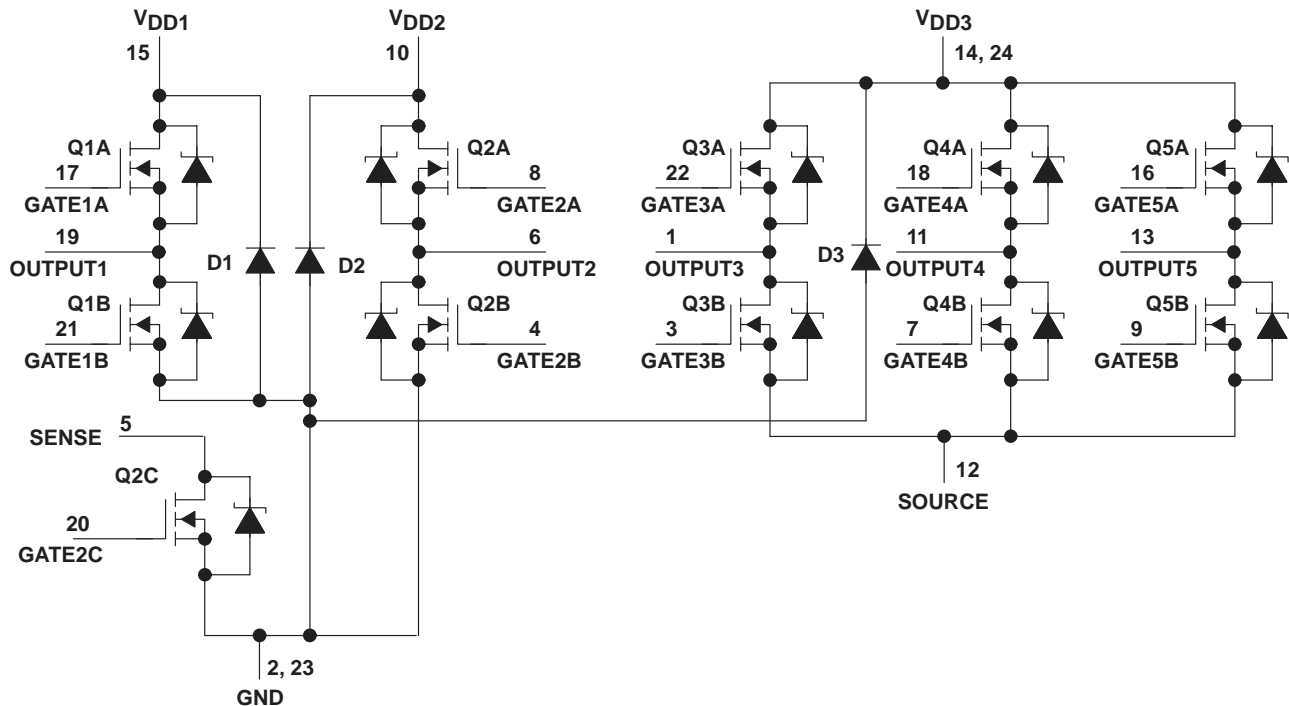 VDD1
VDD2
VDD3
15
10
14, 24
Q1A
Q2A
Q3A
Q4A
Q5A
17
8
22
18
16
GATE1A
GATE2A
GATE3A
GATE4A
GATE5A
19
6
1
11
13
OUTPUT1
D1
D2
OUTPUT2
OUTPUT3
D3
OUTPUT4
OUTPUT5
Q1B
Q2B
Q3B
Q4B
Q5B
21
4
3
7
9
GATE1B
GATE2B
GATE3B
GATE4B
GATE5B
5
SENSE
Q2C
12
SOURCE
20
GATE2C
2, 23
GND